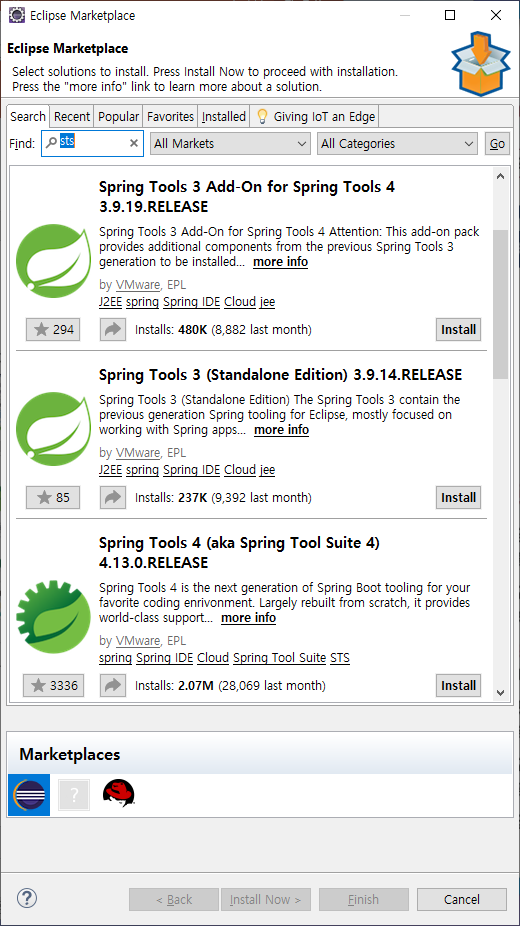 Eclipse Marketplace
Eclipse Marketplace
Select solutions to install. Press Install Now to proceed with installation.
Press the "more info" link to learn more about a solution.
Search Recent Popular Favorites Installed Giving IoT an Edge
Find: sts All Markets All Categories Go
Spring Tools 3 Add-On for Spring Tools 4
3.9.19.RELEASE
Spring Tools 3 Add-On for Spring Tools 4 Attention: This add-on pack
provides additional components from the previous Spring Tools 3
generation to be installed... more info
by VMware, EPL
J2EE spring Spring IDE Cloud jee
294 Installs: 480K (8,882 last month) Install
Spring Tools 3 (Standalone Edition) 3.9.14.RELEASE
Spring Tools 3 (Standalone Edition) The Spring Tools 3 contain the
previous generation Spring tooling for Eclipse, mostly focused on
working with Spring apps... more info
by VMware, EPL
J2EE spring Spring IDE Cloud jee
85 Installs: 237K (9,392 last month) Install
Spring Tools 4 (aka Spring Tool Suite 4)
4.13.0.RELEASE
Spring Tools 4 is the next generation of Spring Boot tooling for your
favorite coding enrivonment. Largely rebuilt from scratch, it provides
world-class support... more info
by VMware, EPL
spring Spring IDE Cloud Spring Tool Suite STS
3336 Installs: 2.07M (28,069 last month) Install
Marketplaces
?
? < Back Install Now > Finish Cancel